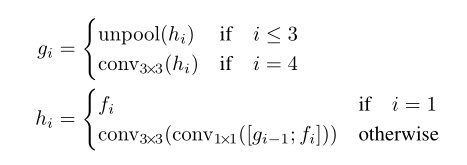 g_i = { unpool(h_i) if i ≤ 3
conv_{3×3}(h_i) if i = 4
h_i = { f_i if i = 1
conv_{3×3}(conv_{1×1}([g_{i−1}; f_i])) otherwise